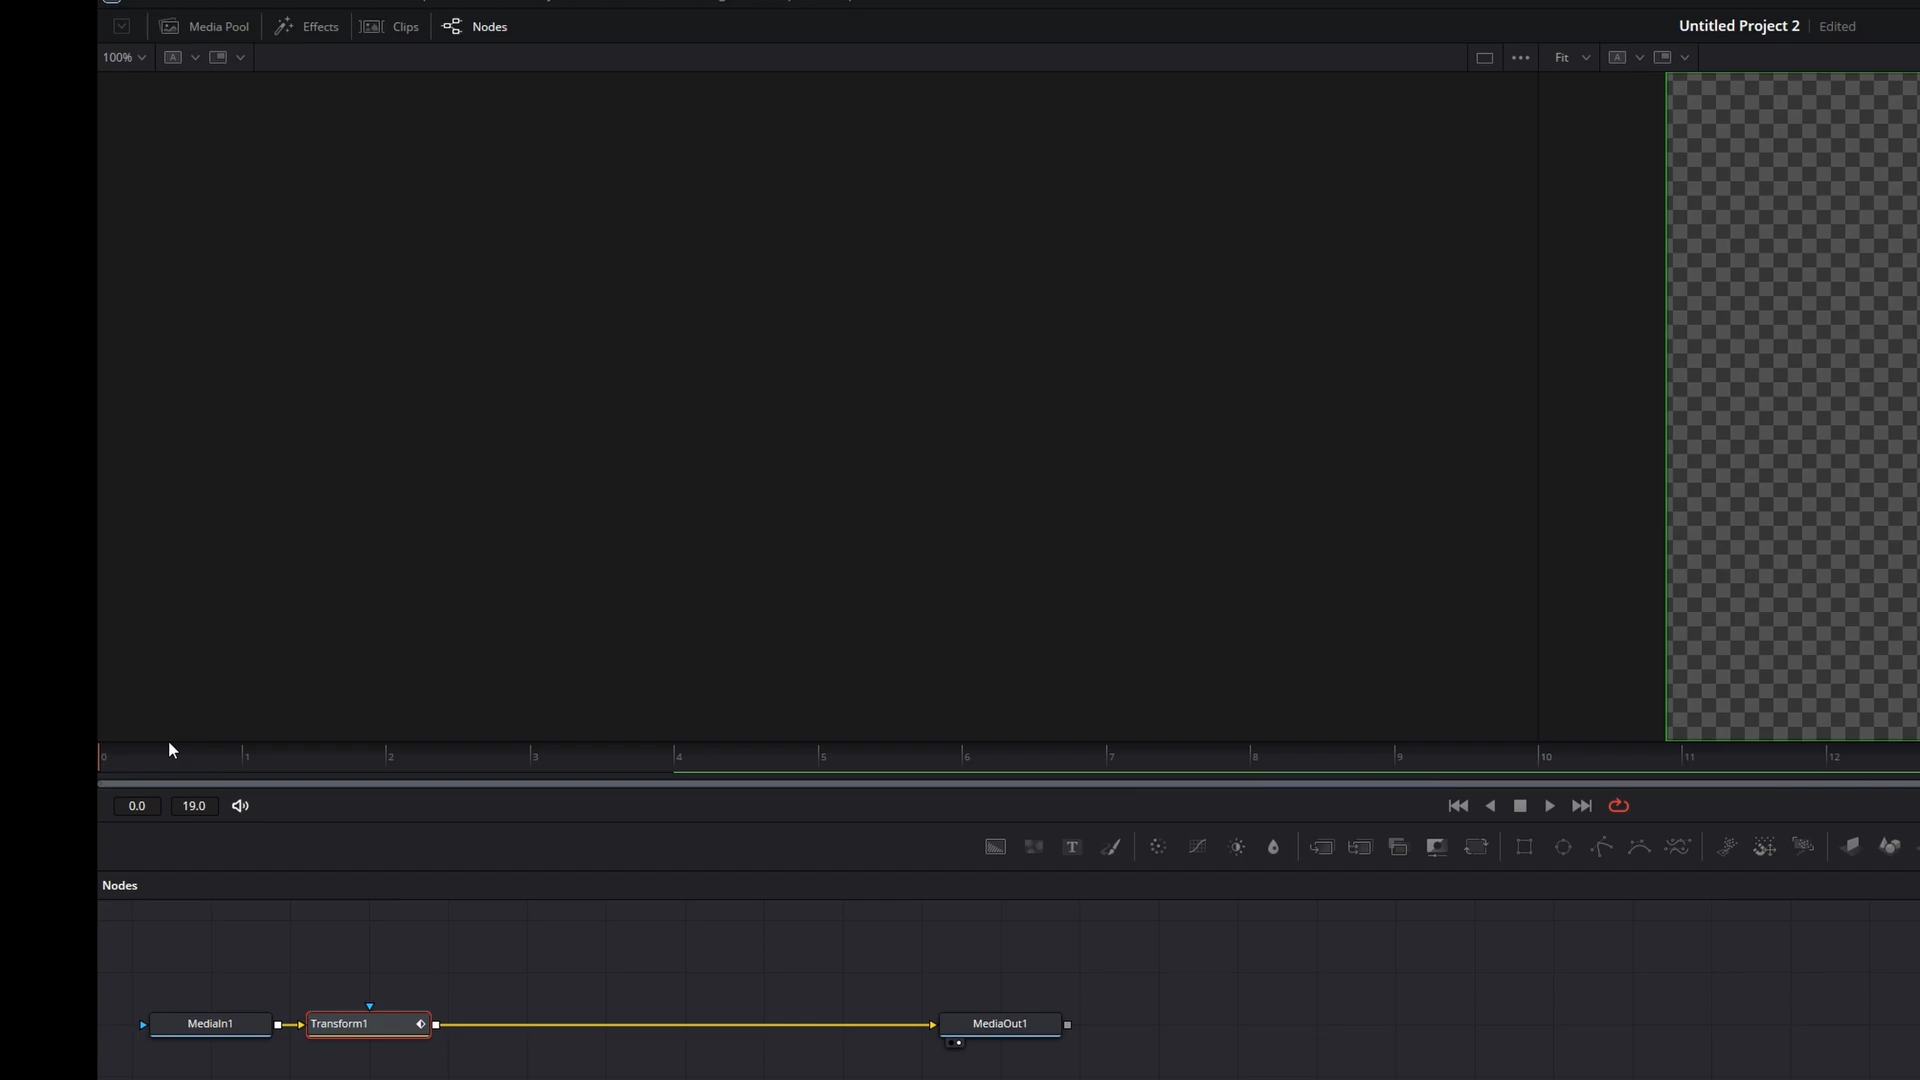 Media Pool Effects Clips Nodes Untitled Project 2 Edited
100% A Fit A
0 1 2 3 4 5 6 7 8 9 10 11 12
0.0 19.0
T
Nodes
MediaIn1 Transform1 MediaOut1